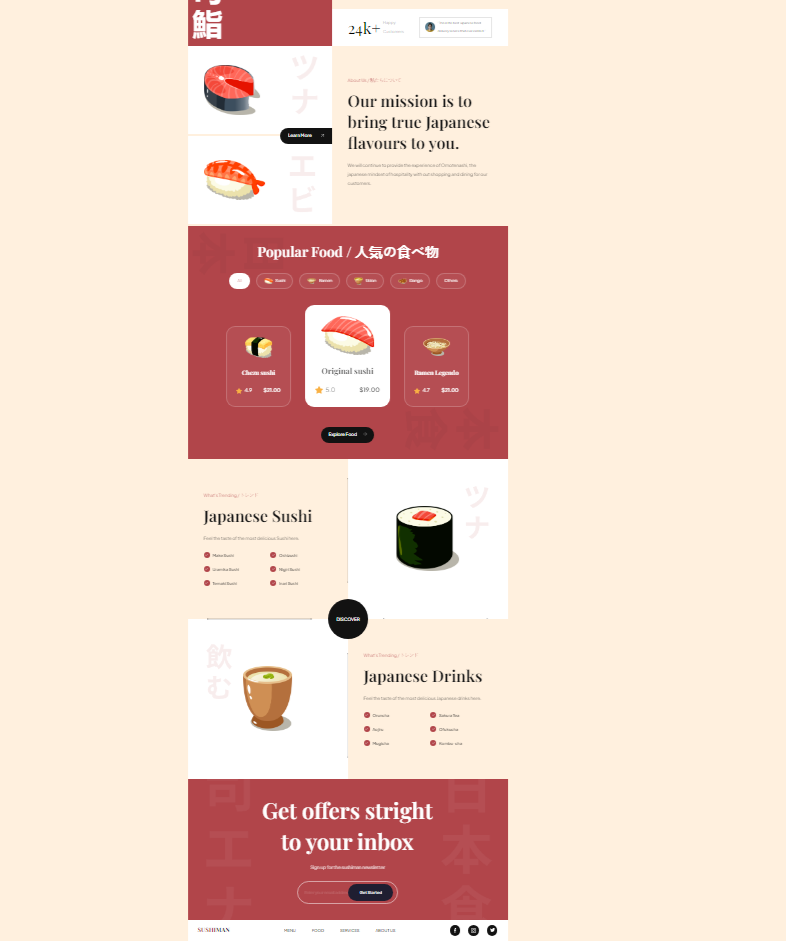 鮨
24k+
Happy
Customers
ツ
ナ
Learn More
エ
ビ
About Us / 私たちについて
Our mission is to
bring true Japanese
flavours to you.
We will continue to provide the experience of Omotenashi, the
Japanese mindset of hospitality with our shopping and dining for our
customers.
Popular Food / 人気の食べ物
Sushi
Ramen
Udon
Dango
Others
Chezu sushi
4.9 $21.00
Original sushi
5.0 $19.00
Ramen Legendo
4.7 $21.00
Explore Food
What's Trending / トレンド
Japanese Sushi
Feel the taste of the most delicious Sushi here.
Make Sushi
Oshizushi
Uramaki Sushi
Nigiri Sushi
Temaki Sushi
Inari Sushi
ツ
ナ
DISCOVER
飲
む
What's Trending / トレンド
Japanese Drinks
Feel the taste of the most delicious Japanese drinks here.
Oruncha
Sakura Tea
Aojiru
Ofukucha
Mugicha
Kombu-cha
司
エ
ナ
日
本
食
Get offers stright
to your inbox
Sign up for the sushiman newsletter
Get Started
SUSHIMAN
MENU
FOOD
SERVICES
ABOUT US